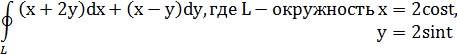 ∮(x + 2y)dx + (x − y)dy, где L − окружность x = 2cost,
L y = 2sint